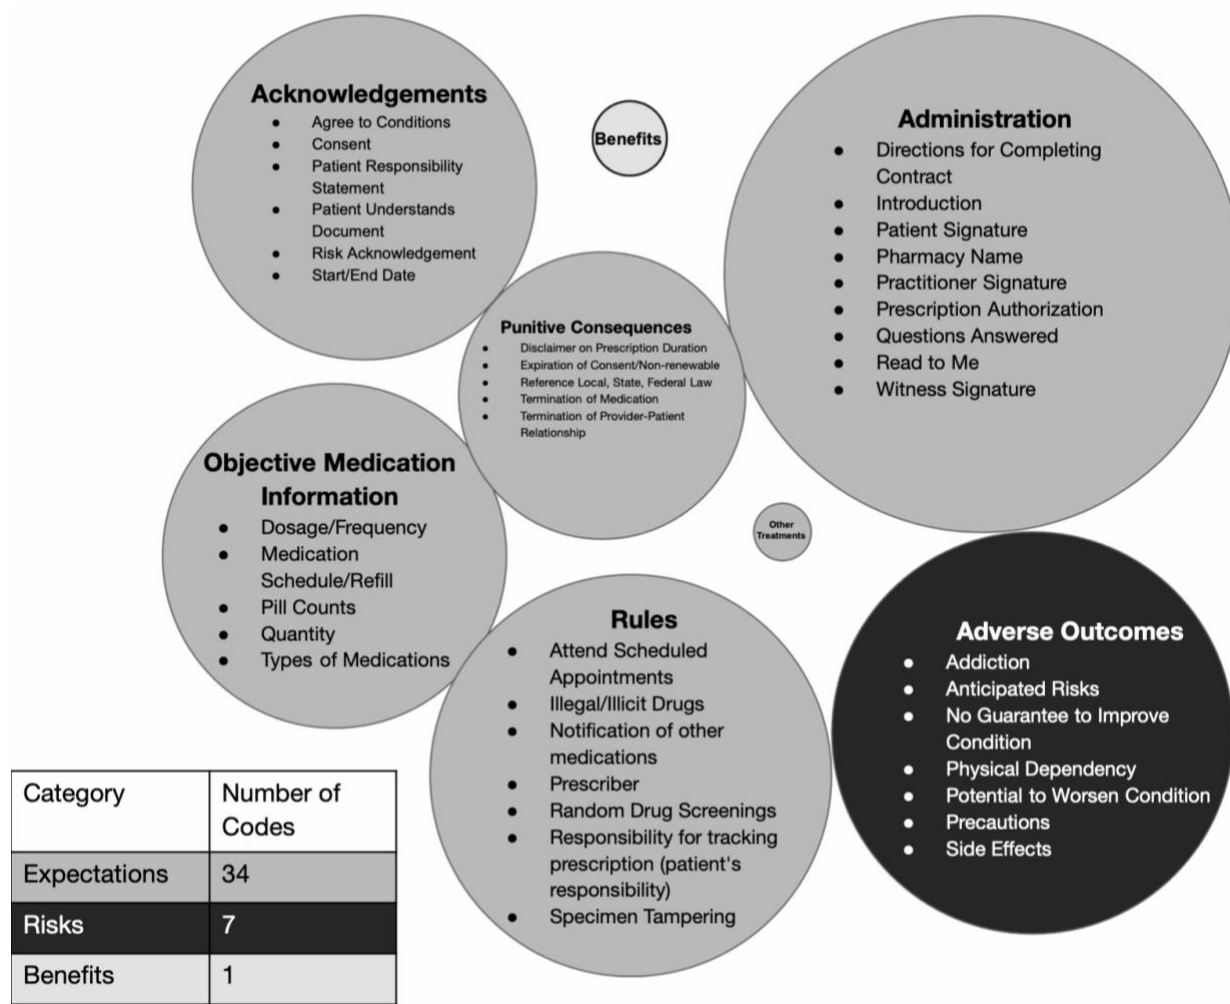 Acknowledgements
● Agree to Conditions
● Consent
● Patient Responsibility
Statement
● Patient Understands
Document
● Risk Acknowledgement
● Start/End Date
Benefits
Administration
● Directions for Completing
Contract
● Introduction
● Patient Signature
● Pharmacy Name
● Practitioner Signature
● Prescription Authorization
● Questions Answered
● Read to Me
● Witness Signature
Punitive Consequences
● Disclaimer on Prescription Duration
● Expiration of Consent/Non-renewable
● Reference Local, State, Federal Law
● Termination of Medication
● Termination of Provider-Patient
Relationship
Objective Medication
Information
● Dosage/Frequency
● Medication
Schedule/Refill
● Pill Counts
● Quantity
● Types of Medications
Other
Treatments
Rules
● Attend Scheduled
Appointments
● Illegal/Illicit Drugs
● Notification of other
medications
● Prescriber
● Random Drug Screenings
● Responsibility for tracking
prescription (patient's
responsibility)
● Specimen Tampering
Adverse Outcomes
● Addiction
● Anticipated Risks
● No Guarantee to Improve
Condition
● Physical Dependency
● Potential to Worsen Condition
● Precautions
● Side Effects
Category Number of
Codes
Expectations 34
Risks 7
Benefits 1